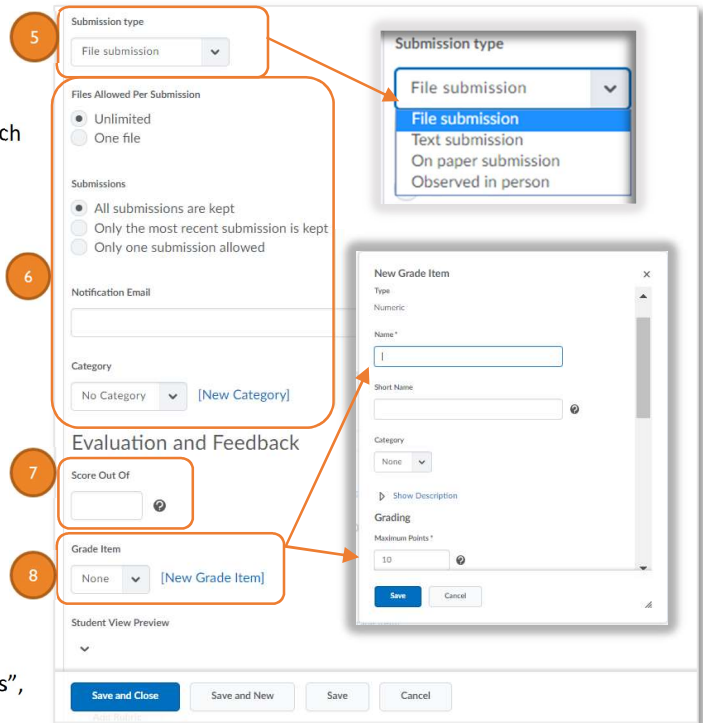 5
Submission type
File submission
ch
Files Allowed Per Submission
Unlimited
One file
Submissions
All submissions are kept
Only the most recent submission is kept
Only one submission allowed
6
Notification Email
Category
No Category
[New Category]
Evaluation and Feedback
7
Score Out Of
8
Grade Item
None
[New Grade Item]
Student View Preview
s”,
Save and Close
Save and New
Save
Cancel
Add Rubric
Submission type
File submission
File submission
Text submission
On paper submission
Observed in person
New Grade Item
×
Type
Numeric
Name *
Short Name
Category
None
Show Description
Grading
Maximum Points *
10
Save
Cancel